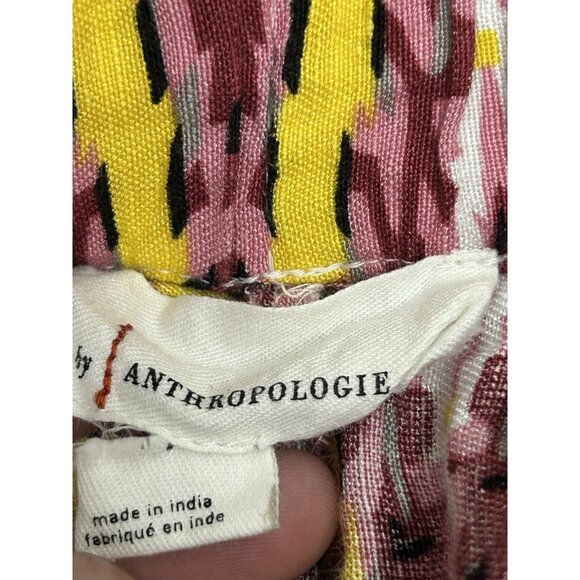 by ANTHROPOLOGIE
made in india
fabriqué en inde